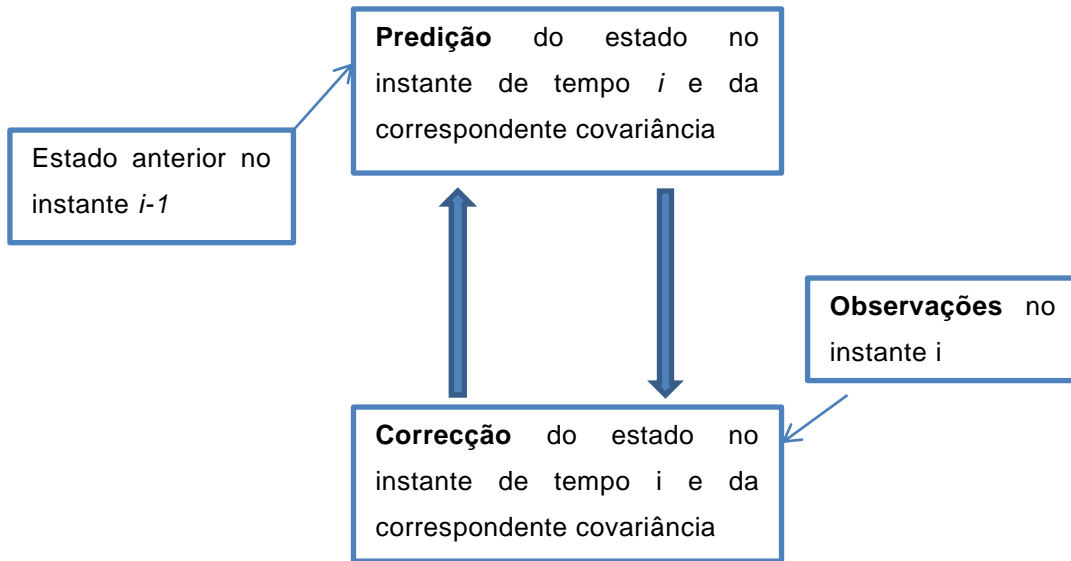 Predição do estado no
instante de tempo i e da
correspondente covariância
Estado anterior no
instante i-1
Observações no
instante i
Correcção do estado no
instante de tempo i e da
correspondente covariância